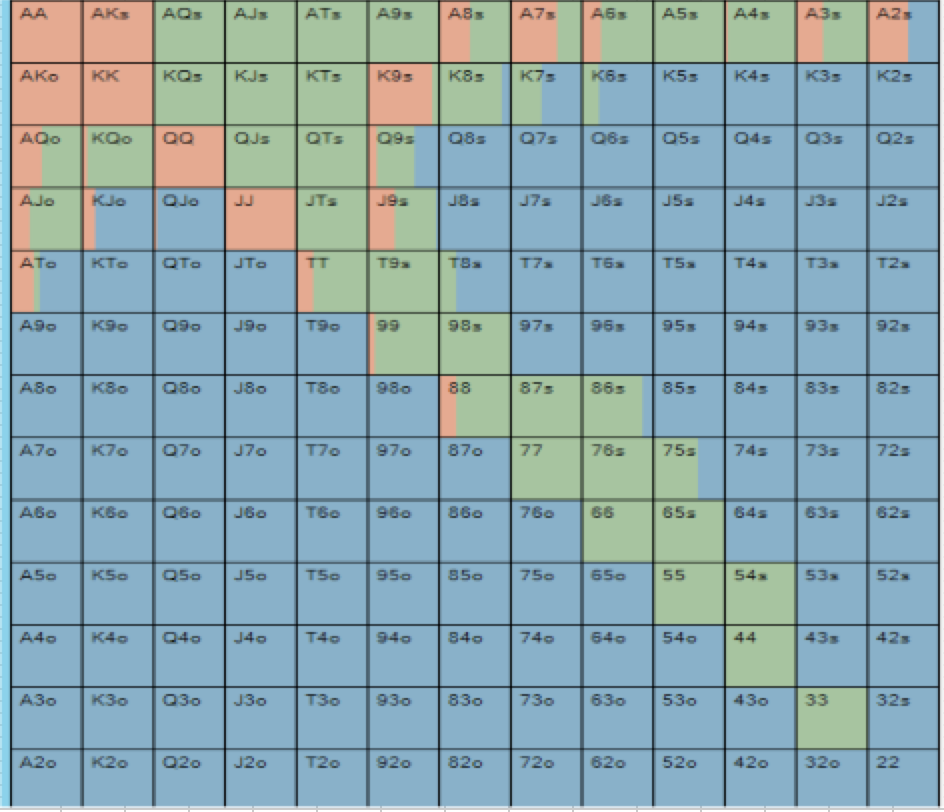 AA AKs AQs AJs ATs A9s A8s A7s A6s A5s A4s A3s A2s
AKo KK KQs KJs KTs K9s K8s K7s K6s K5s K4s K3s K2s
AQo KQo QQ QJs QTs Q9s Q8s Q7s Q6s Q5s Q4s Q3s Q2s
AJo KJo QJo JJ JTs J9s J8s J7s J6s J5s J4s J3s J2s
ATo KTo QTo JTo TT T9s T8s T7s T6s T5s T4s T3s T2s
A9o K9o Q9o J9o T9o 99 98s 97s 96s 95s 94s 93s 92s
A8o K8o Q8o J8o T8o 98o 88 87s 86s 85s 84s 83s 82s
A7o K7o Q7o J7o T7o 97o 87o 77 76s 75s 74s 73s 72s
A6o K6o Q6o J6o T6o 96o 86o 76o 66 65s 64s 63s 62s
A5o K5o Q5o J5o T5o 95o 85o 75o 65o 55 54s 53s 52s
A4o K4o Q4o J4o T4o 94o 84o 74o 64o 54o 44 43s 42s
A3o K3o Q3o J3o T3o 93o 83o 73o 63o 53o 43o 33 32s
A2o K2o Q2o J2o T2o 92o 82o 72o 62o 52o 42o 32o 22